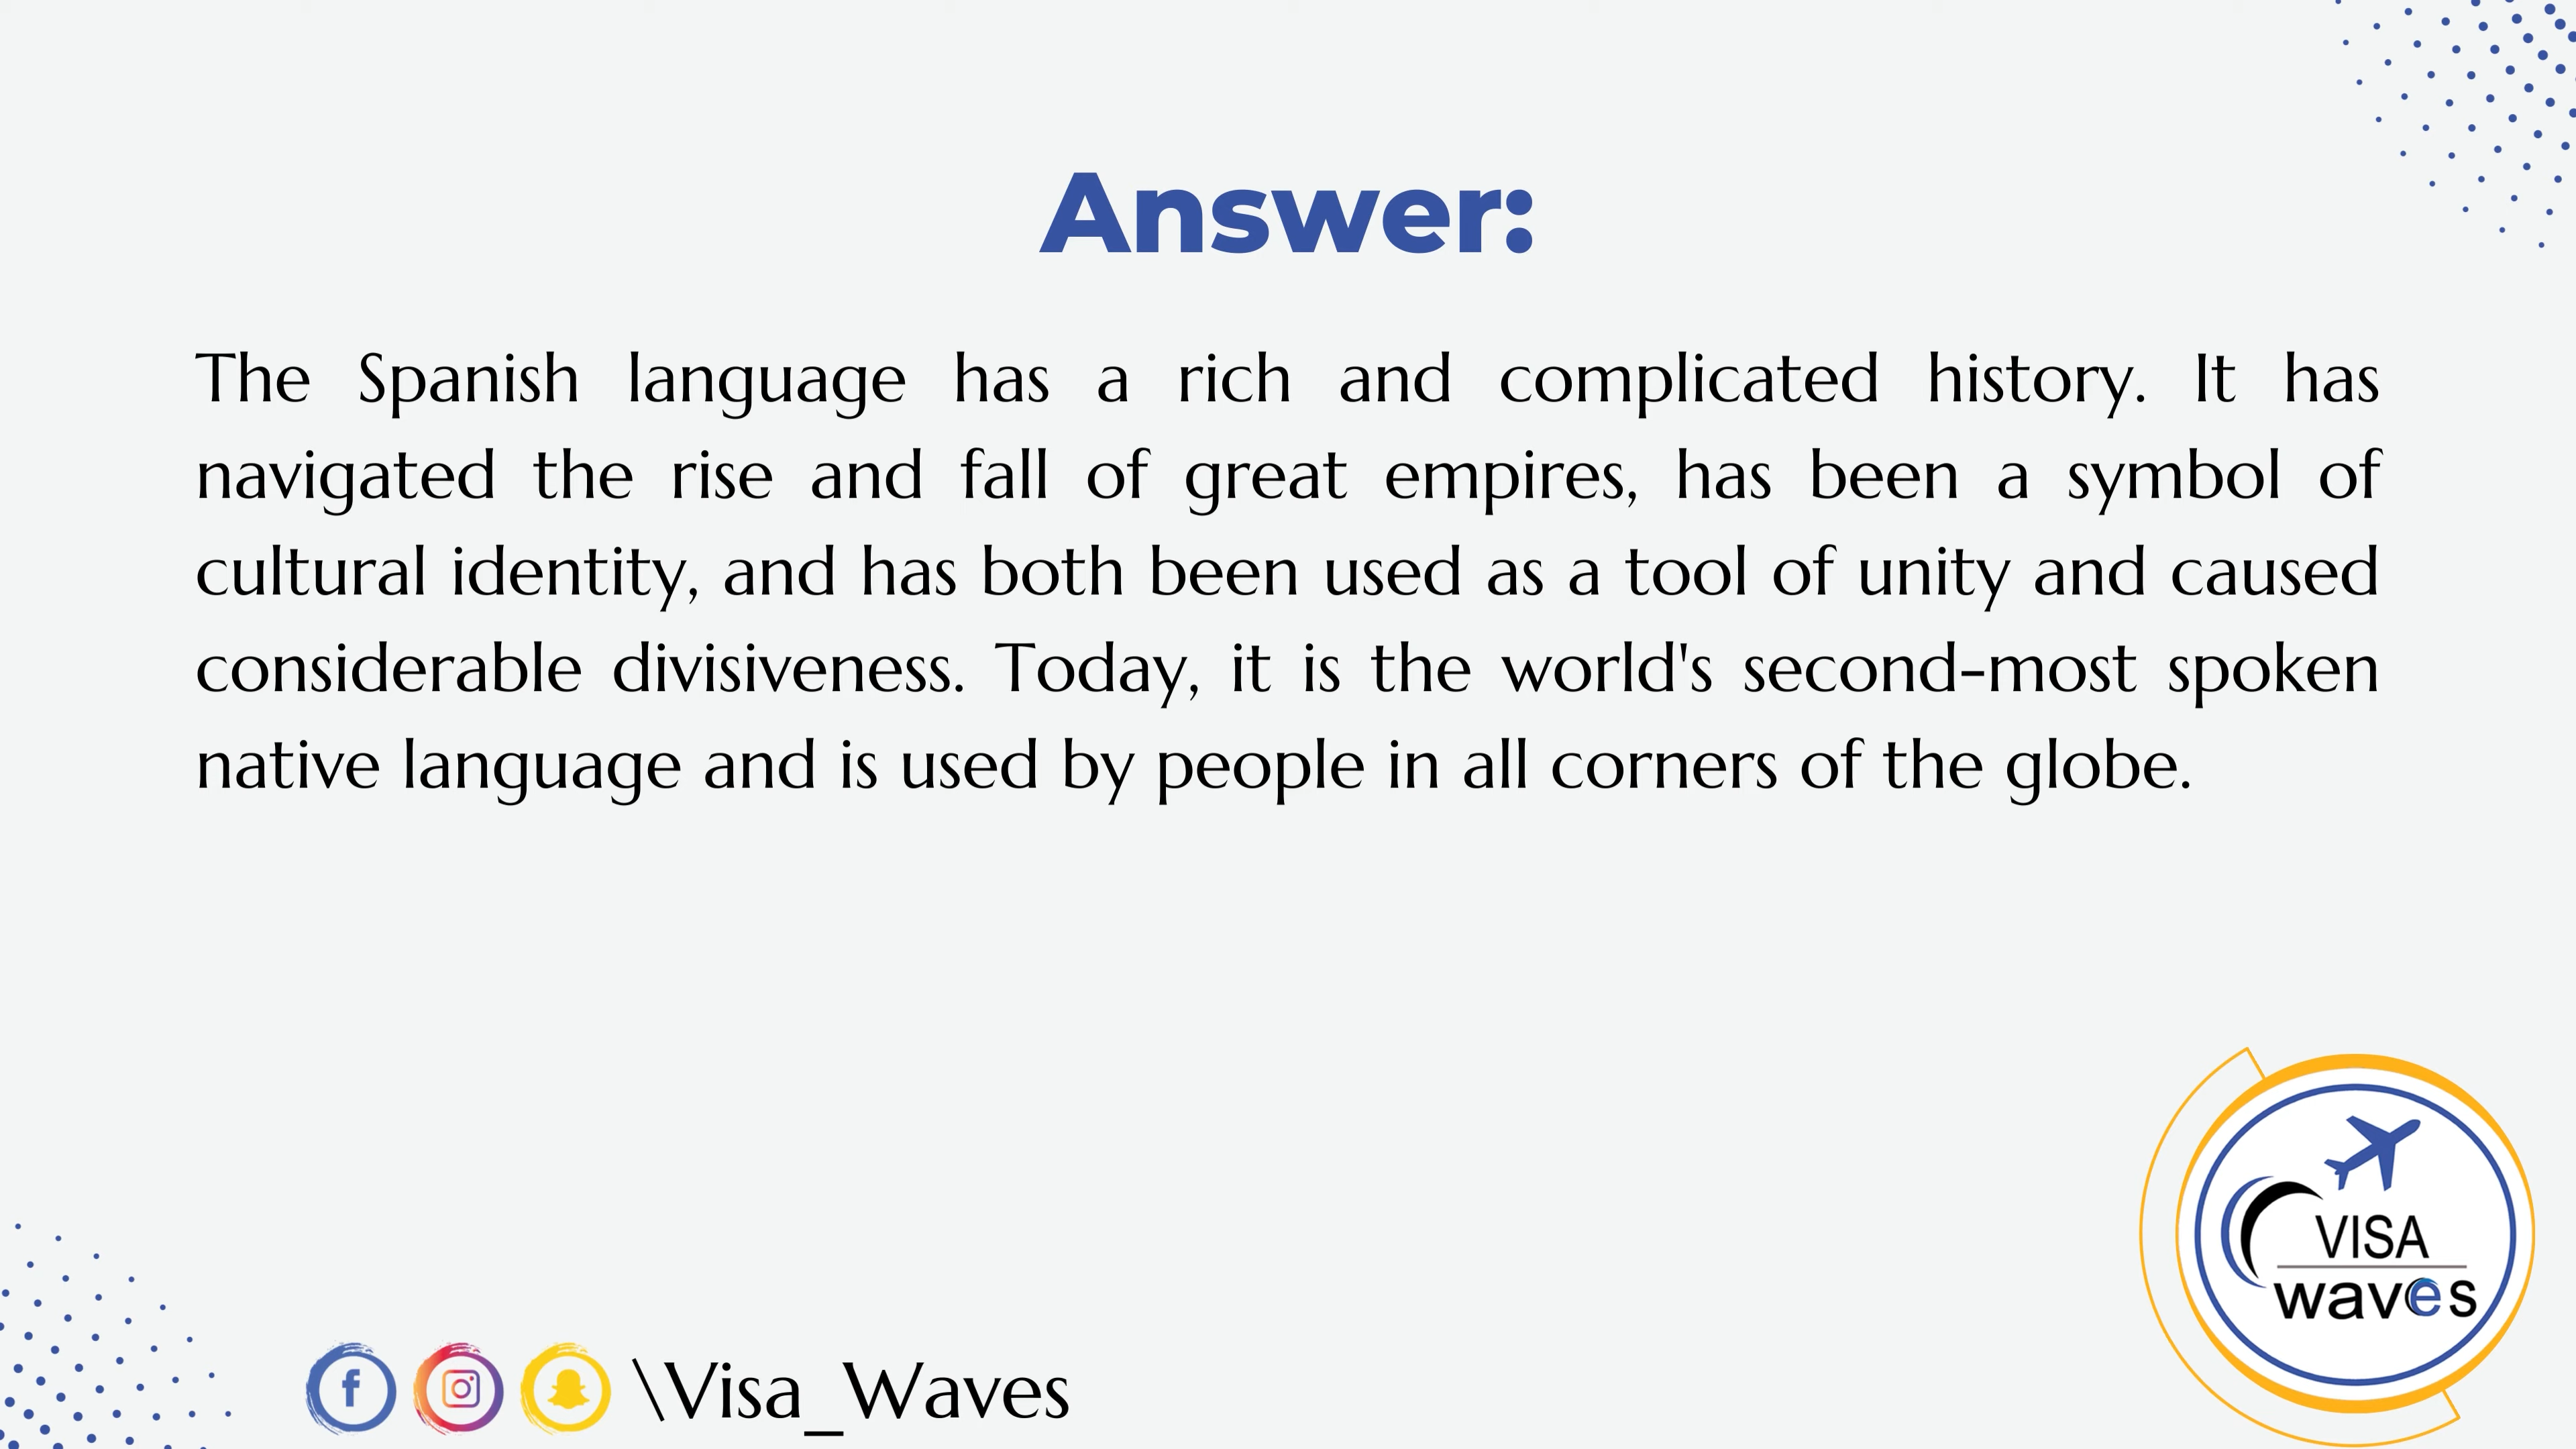 Answer:
The Spanish language has a rich and complicated history. It has
navigated the rise and fall of great empires, has been a symbol of
cultural identity, and has both been used as a tool of unity and caused
considerable divisiveness. Today, it is the world's second-most spoken
native language and is used by people in all corners of the globe.
VISA
waves
\Visa_Waves